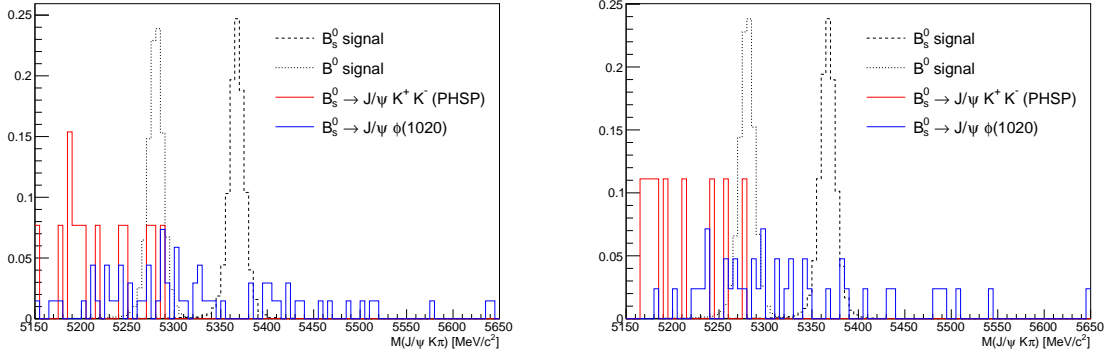 0.25
0.2
0.15
0.1
0.05
0
5150 5200 5250 5300 5350 5400 5450 5500 5550 5600 5650
M(J/ψ Kπ) [MeV/c²]
B⁰ₛ signal
B⁰ signal
B⁰ₛ → J/ψ K⁺ K⁻ (PHSP)
B⁰ₛ → J/ψ ϕ(1020)
0.25
0.2
0.15
0.1
0.05
0
5150 5200 5250 5300 5350 5400 5450 5500 5550 5600 5650
M(J/ψ Kπ) [MeV/c²]
B⁰ₛ signal
B⁰ signal
B⁰ₛ → J/ψ K⁺ K⁻ (PHSP)
B⁰ₛ → J/ψ ϕ(1020)